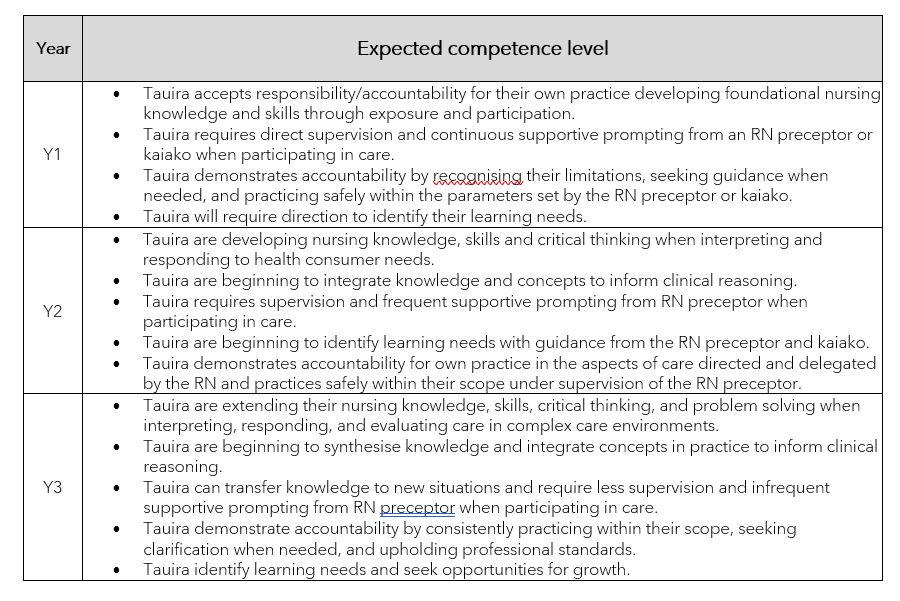 Year
Expected competence level
Y1
• Tauira accepts responsibility/accountability for their own practice developing foundational nursing
knowledge and skills through exposure and participation.
• Tauira requires direct supervision and continuous supportive prompting from an RN preceptor or
kaiako when participating in care.
• Tauira demonstrates accountability by recognising their limitations, seeking guidance when
needed, and practicing safely within the parameters set by the RN preceptor or kaiako.
• Tauira will require direction to identify their learning needs.
Y2
• Tauira are developing nursing knowledge, skills and critical thinking when interpreting and
responding to health consumer needs.
• Tauira are beginning to integrate knowledge and concepts to inform clinical reasoning.
• Tauira requires supervision and frequent supportive prompting from RN preceptor when
participating in care.
• Tauira are beginning to identify learning needs with guidance from the RN preceptor and kaiako.
• Tauira demonstrates accountability for own practice in the aspects of care directed and delegated
by the RN and practices safely within their scope under supervision of the RN preceptor.
Y3
• Tauira are extending their nursing knowledge, skills, critical thinking, and problem solving when
interpreting, responding, and evaluating care in complex care environments.
• Tauira are beginning to synthesise knowledge and integrate concepts in practice to inform clinical
reasoning.
• Tauira can transfer knowledge to new situations and require less supervision and infrequent
supportive prompting from RN preceptor when participating in care.
• Tauira demonstrate accountability by consistently practicing within their scope, seeking
clarification when needed, and upholding professional standards.
• Tauira identify learning needs and seek opportunities for growth.